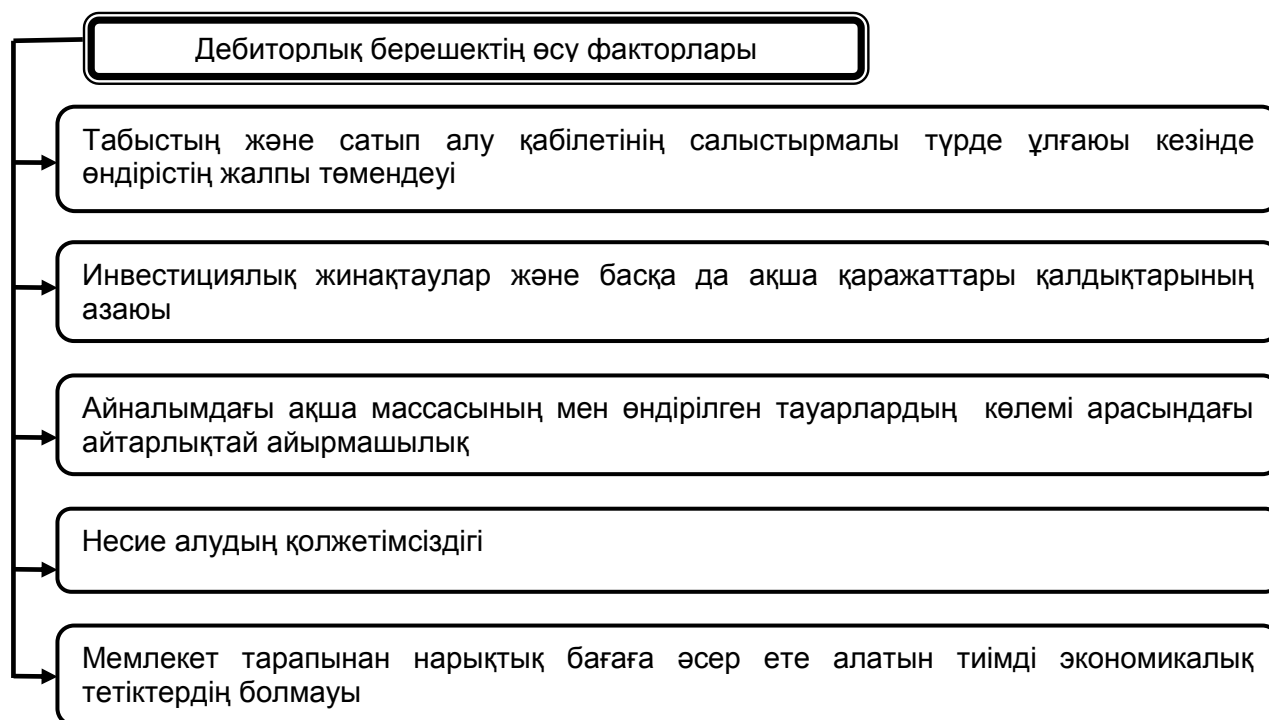 Дебиторлық берешектің өсу факторлары
Табыстың және сатып алу қабілетінің салыстырмалы түрде ұлғаюы кезінде
өндірістің жалпы төмендеуі
Инвестициялық жинақтаулар және басқа да ақша қаражаттары қалдықтарының
азаюы
Айналымдағы ақша массасының мен өндірілген тауарлардың көлемі арасындағы
айтарлықтай айырмашылық
Несие алудың қолжетімсіздігі
Мемлекет тарапынан нарықтық бағаға әсер ете алатын тиімді экономикалық
тетіктердің болмауы